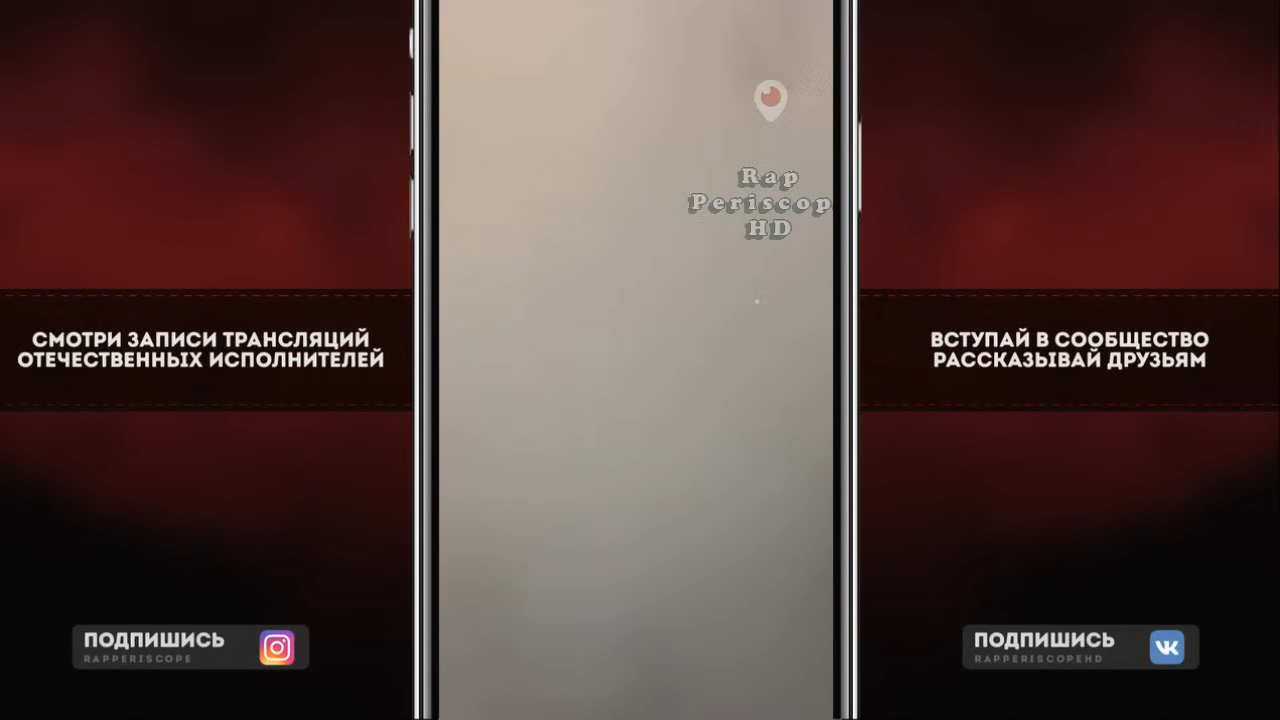 Rap
Periscop
HD
СМОТРИ ЗАПИСИ ТРАНСЛЯЦИЙ
ОТЕЧЕСТВЕННЫХ ИСПОЛНИТЕЛЕЙ
ВСТУПАЙ В СООБЩЕСТВО
РАССКАЗЫВАЙ ДРУЗЬЯМ
ПОДПИШИСЬ
RAPPERISCOPE
ПОДПИШИСЬ
RAPPERISCOPEHD